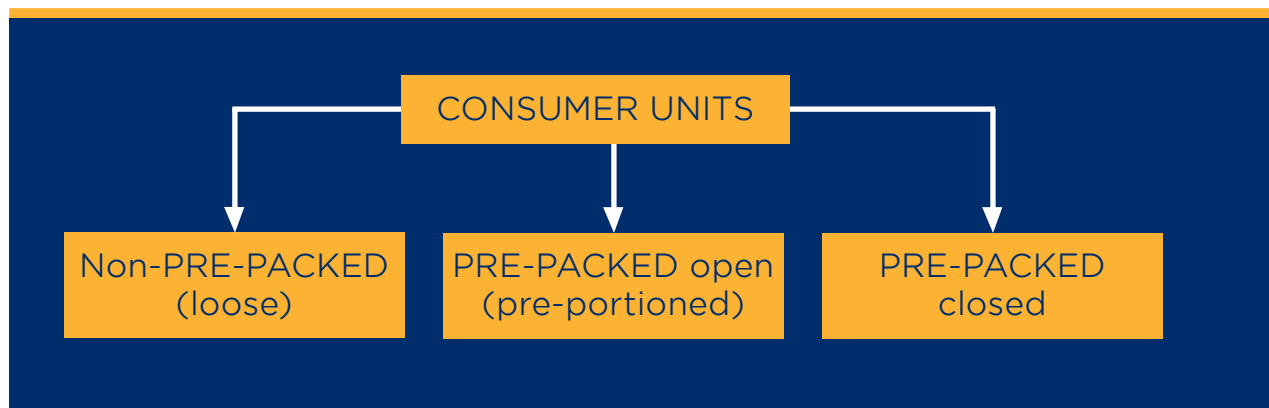 CONSUMER UNITS
Non-PRE-PACKED
(loose)
PRE-PACKED open
(pre-portioned)
PRE-PACKED
closed